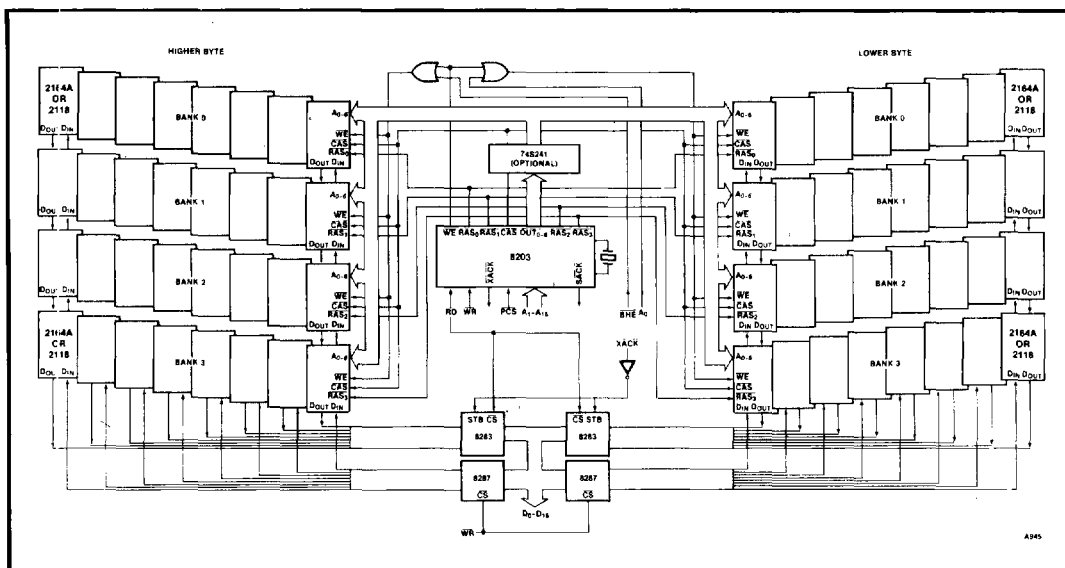 HIGHER BYTE
LOWER BYTE
2164A
OR
2118
DOUT DIN
BANK 0
A0-6
WE
CAS
RAS0
DOUT DIN
BANK 1
A0-6
WE
CAS
RAS1
DOUT DIN
BANK 2
A0-6
WE
CAS
RAS2
DOUT DIN
2118
BANK 3
A0-6
WE
CAS
RAS3
DOUT DIN
74S241
(OPTIONAL)
WE RAS0 RAS1 CAS OUT0-6 RAS2 RAS3
8203
XACK
SACK
RD
WR
PCS
A1-A16
BHE
A0
XACK
STB CS
8283
CS STB
8283
8287
CS
8287
CS
D0-D15
WR
2164A
OR
2118
DIN DOUT
BANK 0
A0-6
WE
CAS
RAS0
DIN DOUT
BANK 1
A0-6
WE
CAS
RAS1
DIN DOUT
BANK 2
A0-6
WE
CAS
RAS2
DIN DOUT
2164A
OR
2118
DIN DOUT
BANK 3
A0-6
WE
CAS
RAS3
DIN DOUT
A945